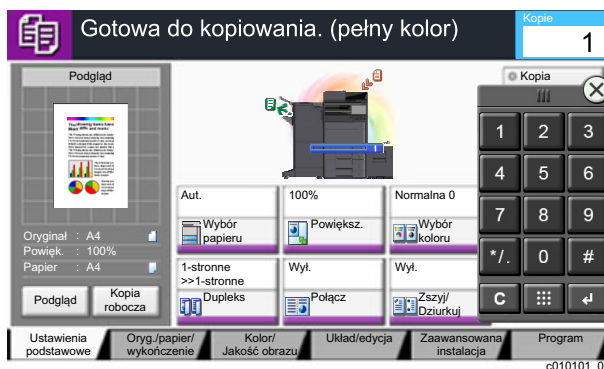 Gotowa do kopiowania. (pełny kolor)
Kopie
1
Podgląd
Kopia
Oryginał : A4
Powięk. : 100%
Papier : A4
Podgląd
Kopia
robocza
Aut.
Wybór
papieru
100%
Powiększ.
Normalna 0
Wybór
koloru
1-stronne
>>1-stronne
Dupleks
Wył.
Połącz
Wył.
Zszyj/
Dziurkuj
1 2 3
4 5 6
7 8 9
*/. 0 #
C
Ustawienia
podstawowe
Oryg./papier/
wykończenie
Kolor/
Jakość obrazu
Układ/edycja
Zaawansowana
instalacja
Program
c010101_0